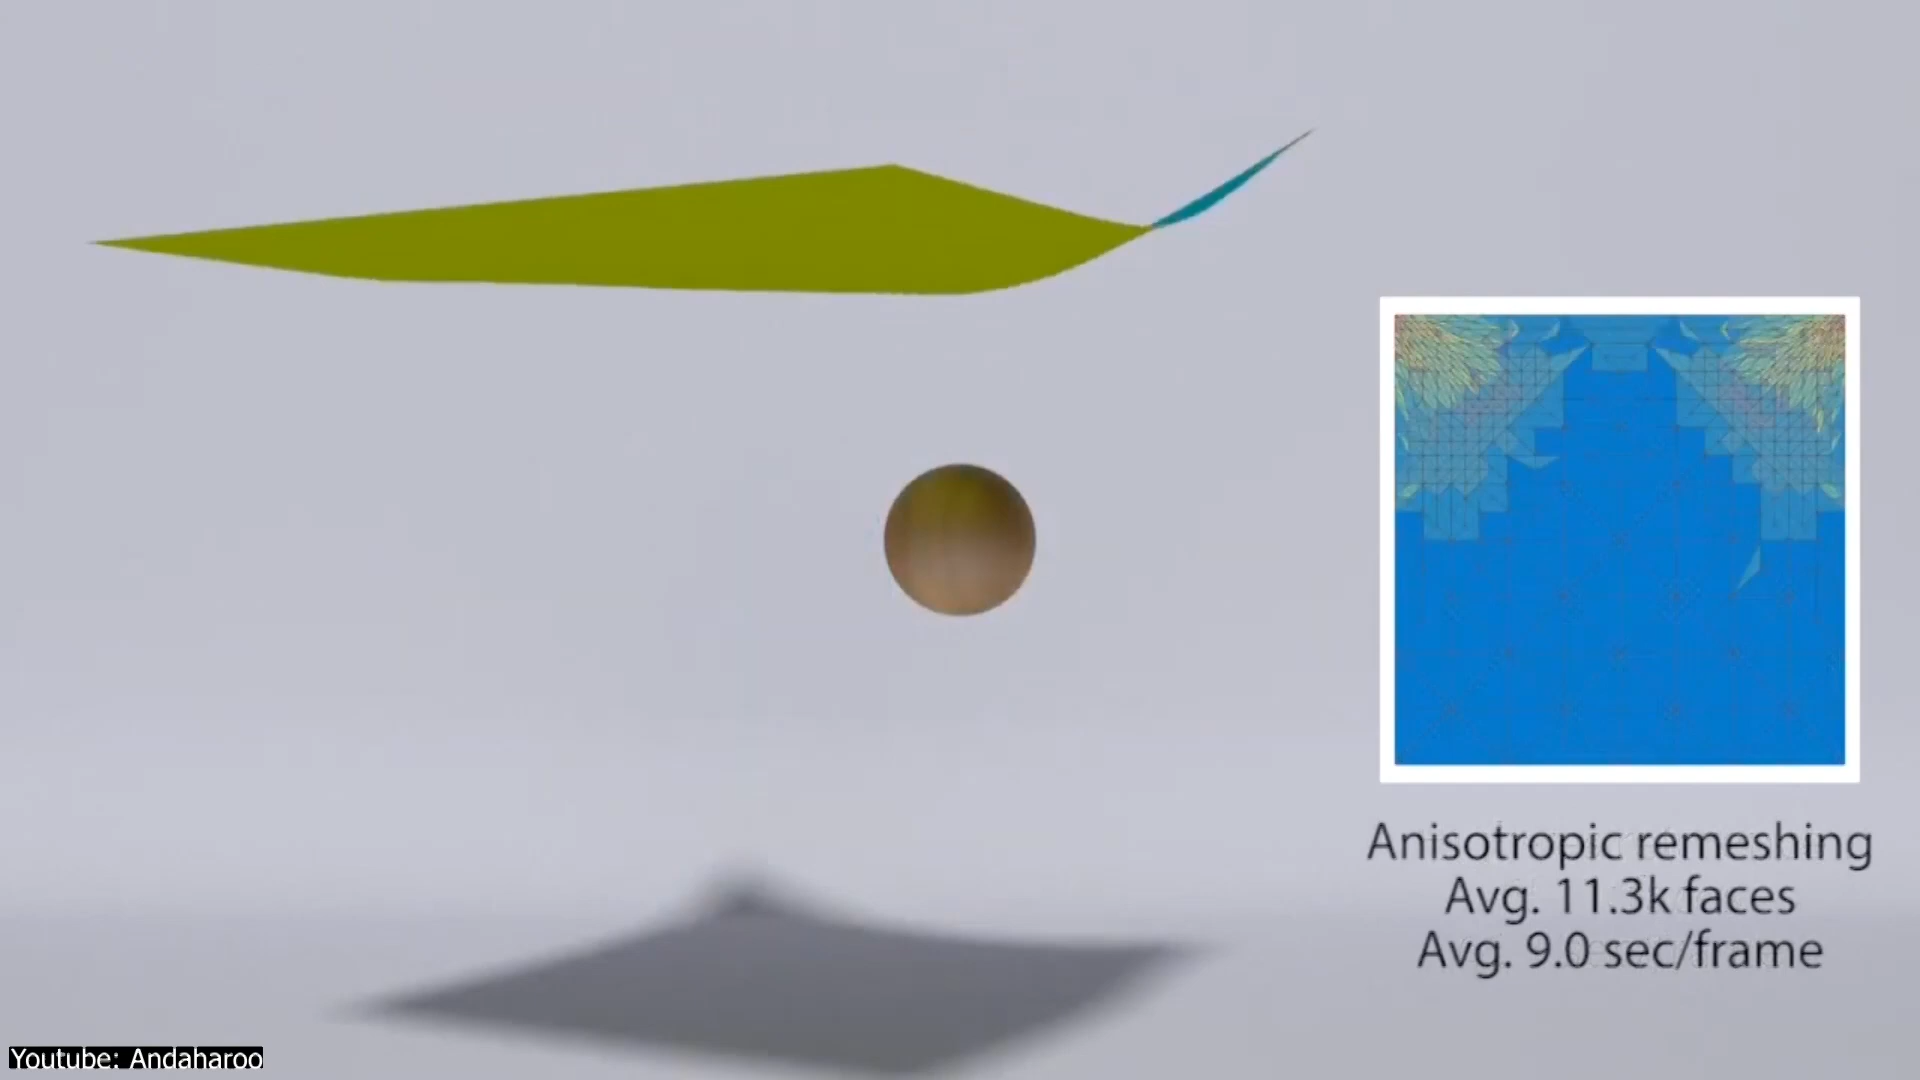 Anisotropic remeshing
Avg. 11.3k faces
Avg. 9.0 sec/frame
Youtube: Andaharoo